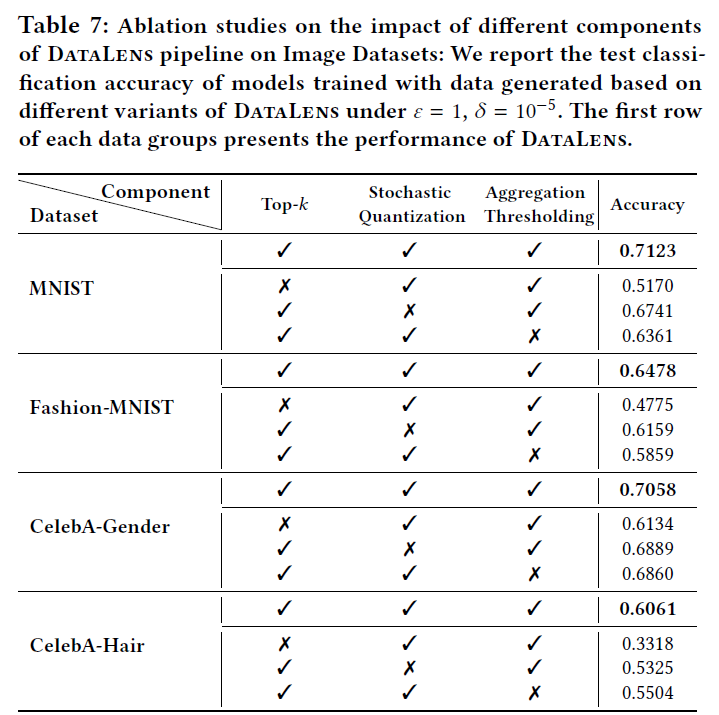 Table 7: Ablation studies on the impact of different components
of DATALENS pipeline on Image Datasets: We report the test classi-
fication accuracy of models trained with data generated based on
different variants of DATALENS under ε = 1, δ = 10⁻⁵. The first row
of each data groups presents the performance of DATALENS.
Component
Dataset
Top-k
Stochastic
Quantization
Aggregation
Thresholding
Accuracy
✓ ✓ ✓ 0.7123
MNIST
✗ ✓ ✓ 0.5170
✓ ✗ ✓ 0.6741
✓ ✓ ✗ 0.6361
✓ ✓ ✓ 0.6478
Fashion-MNIST
✗ ✓ ✓ 0.4775
✓ ✗ ✓ 0.6159
✓ ✓ ✗ 0.5859
✓ ✓ ✓ 0.7058
CelebA-Gender
✗ ✓ ✓ 0.6134
✓ ✗ ✓ 0.6889
✓ ✓ ✗ 0.6860
✓ ✓ ✓ 0.6061
CelebA-Hair
✗ ✓ ✓ 0.3318
✓ ✗ ✓ 0.5325
✓ ✓ ✗ 0.5504